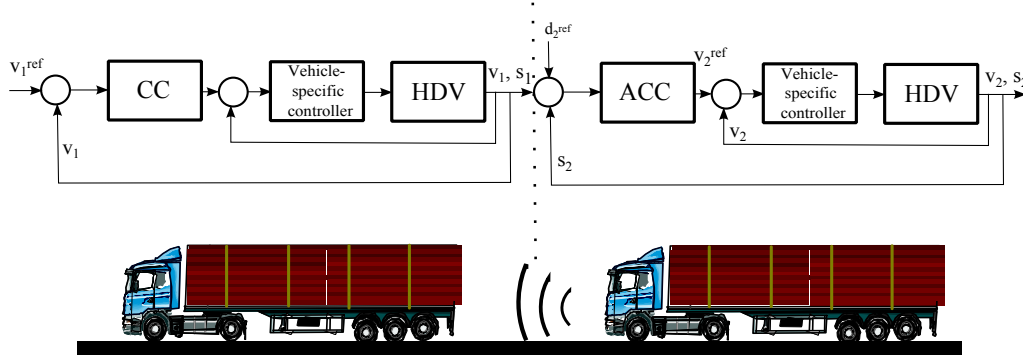 v₁ʳᵉᶠ
CC
Vehicle-
specific
controller
HDV
v₁, s₁
v₁
d₂ʳᵉᶠ
ACC
v₂ʳᵉᶠ
Vehicle-
specific
controller
HDV
v₂, s₂
v₂
s₂